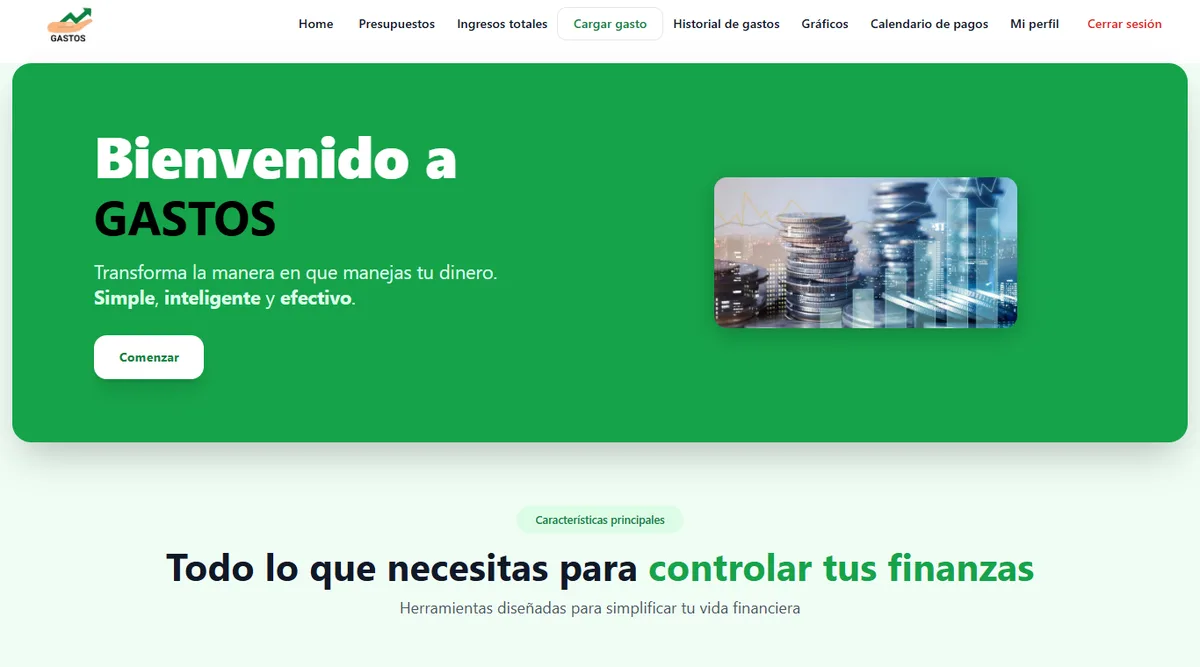 GASTOS
Home Presupuestos Ingresos totales Cargar gasto Historial de gastos Gráficos Calendario de pagos Mi perfil Cerrar sesión
Bienvenido a
GASTOS
Transforma la manera en que manejas tu dinero.
Simple, inteligente y efectivo.
Comenzar
Características principales
Todo lo que necesitas para controlar tus finanzas
Herramientas diseñadas para simplificar tu vida financiera